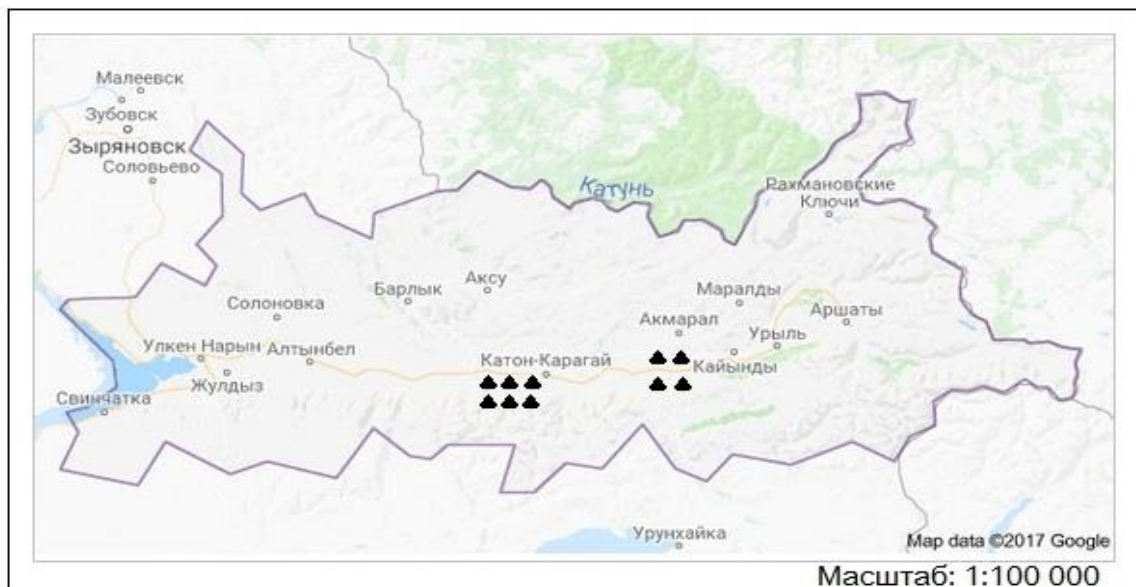 Малеевск
Зубовск
Зыряновск
Соловьево
Катунь
Рахмановские
Ключи
Аксу
Барлык
Маралды
Солоновка
Аршаты
Акмарал
Урыль
Улкен Нарын
Алтынбел
Катон-Карагай
Кайынды
Жулдыз
Свинчатка
Урунхайка
Map data ©2017 Google
Масштаб: 1:100 000